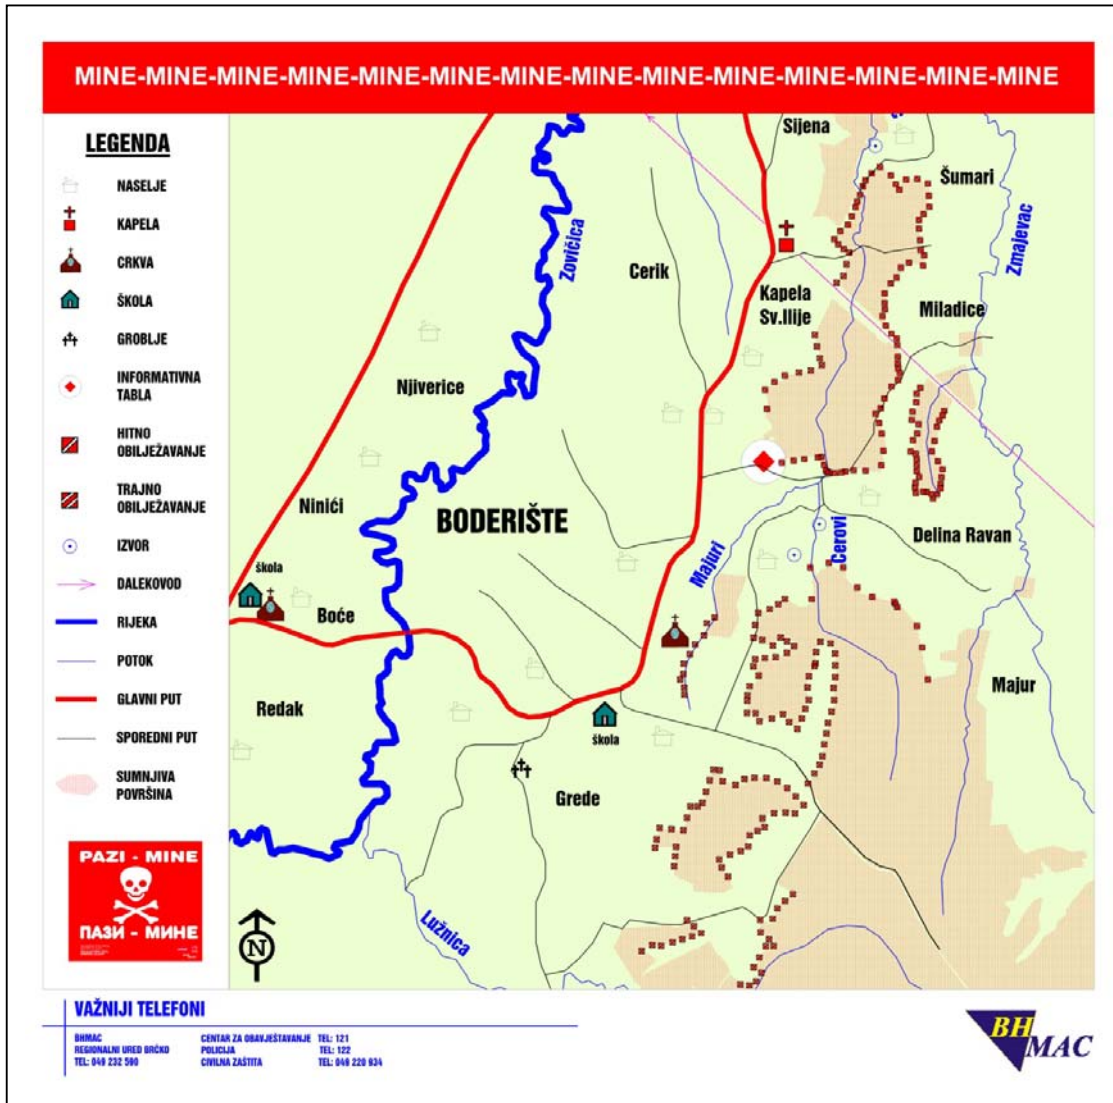 MINE-MINE-MINE-MINE-MINE-MINE-MINE-MINE-MINE-MINE-MINE-MINE-MINE-MINE
LEGENDA
NASELJE
KAPELA
CRKVA
ŠKOLA
GROBLJE
INFORMATIVNA
TABLA
HITNO
OBILJEŽAVANJE
TRAJNO
OBILJEŽAVANJE
IZVOR
DALEKOVOD
RIJEKA
POTOK
GLAVNI PUT
SPOREDNI PUT
SUMNJIVA
POVRŠINA
PAZI - MINE
ПАЗИ - МИНЕ
Sijena
Šumari
Zovičica
Zmajevac
Cerik
Kapela
Sv.Ilije
Miladice
Njiverice
Ninići
BODERIŠTE
Delina Ravan
Cerovi
Majuri
škola
Boće
Redak
Majur
škola
Grede
Lužnica
N
VAŽNIJI TELEFONI
BHMAC
REGIONALNI URED BRČKO
TEL: 049 232 590
CENTAR ZA OBAVJEŠTAVANJE TEL: 121
POLICIJA TEL: 122
CIVILNA ZAŠTITA TEL: 049 220 934
BH
MAC